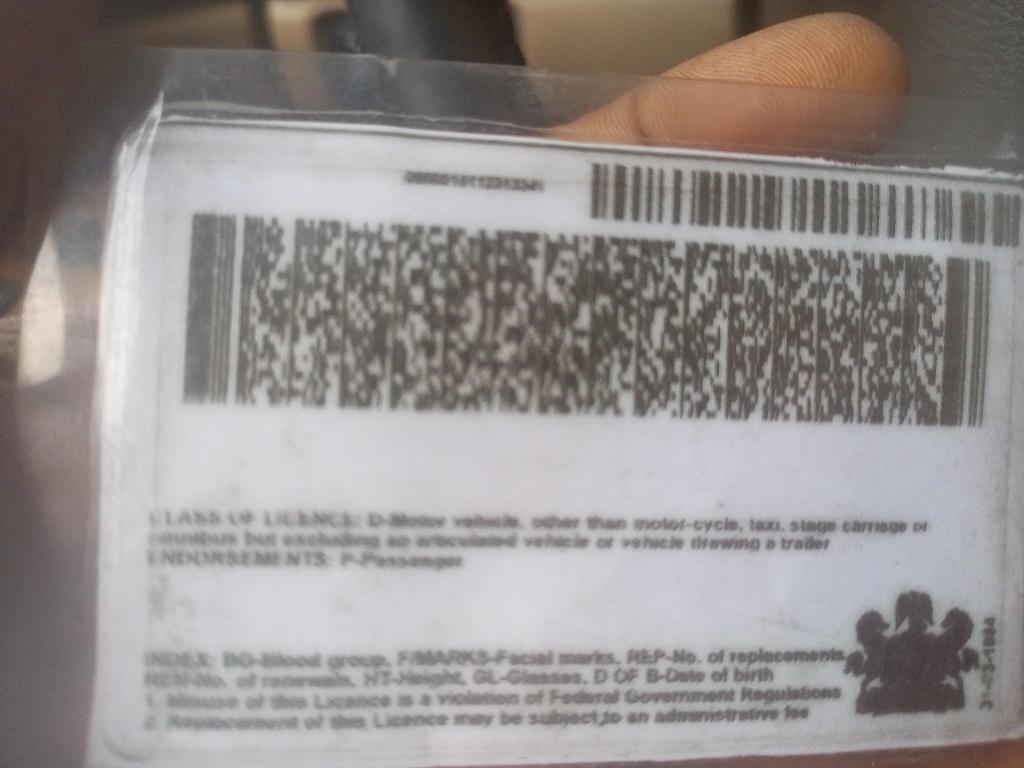 CLASS OF LICENCE: D-Motor vehicle, other than motor-cycle, taxi, stage carriage or
omnibus but excluding an articulated vehicle or vehicle drawing a trailer
ENDORSEMENTS: P-Passenger
INDEX: BG-Blood group, F/MARKS-Facial marks, REP-No. of replacements,
REN-No. of renewals, HT-Height, GL-Glasses, D OF B-Date of birth
1. Misuse of this Licence is a violation of Federal Government Regulations
2. Replacement of this Licence may be subject to an administrative fee